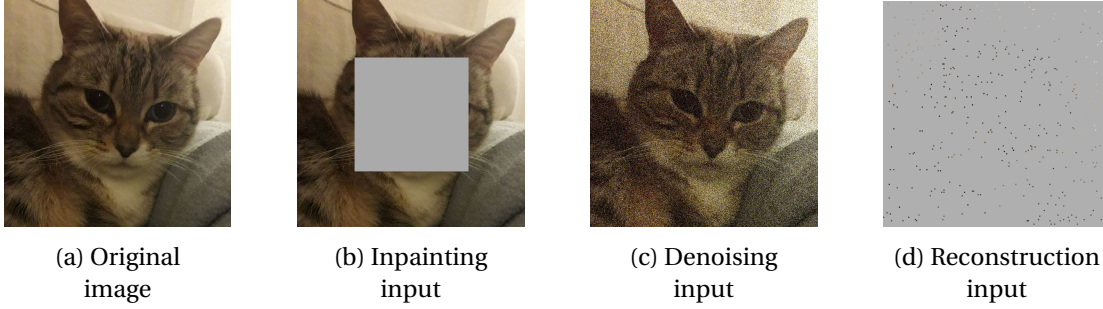 (a) Original
image
(b) Inpainting
input
(c) Denoising
input
(d) Reconstruction
input